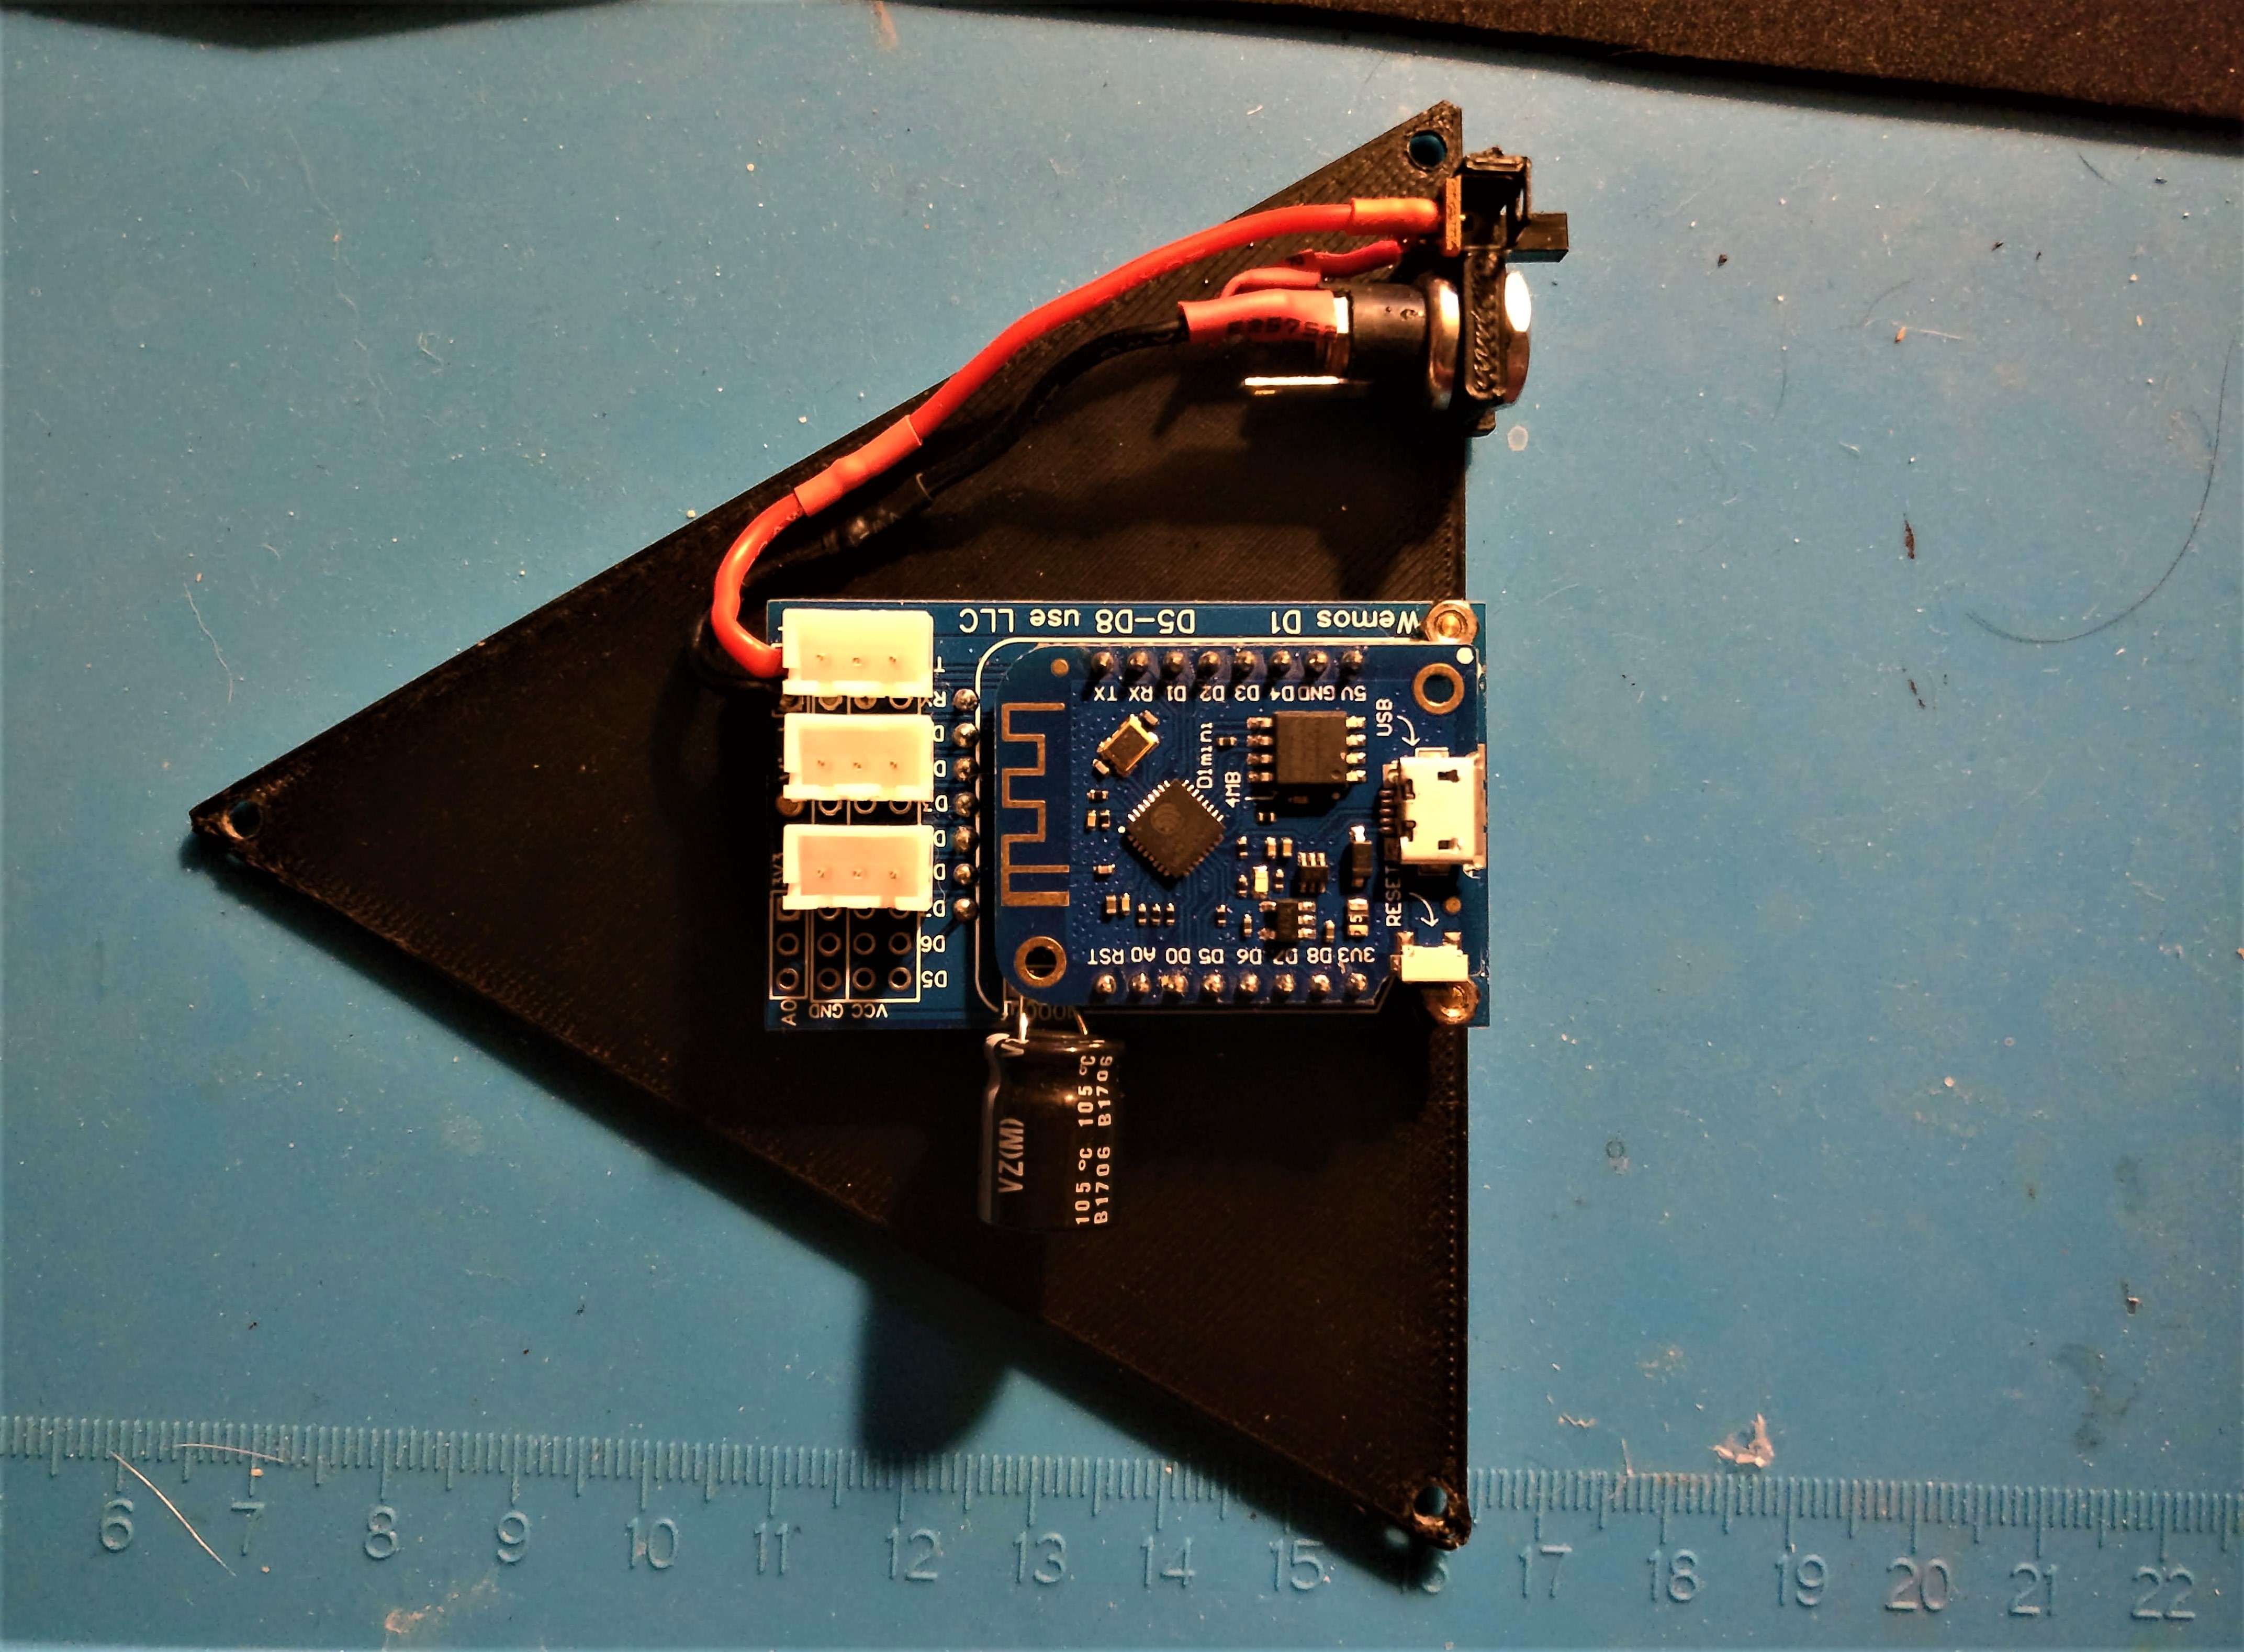 Wemos D1 D5-D8 use LLC
TX RX D1 D2 D3 D4 GND 5V
USB
D1mini
4MB
RESET
RST A0 D0 D5 D6 D7 D8 3V3
3V3
D6
D5
A0 GND VCC
VZ(M)
105°C 105°C
B1706 B1706
6 7 8 9 10 11 12 13 14 15 16 17 18 19 20 21 22